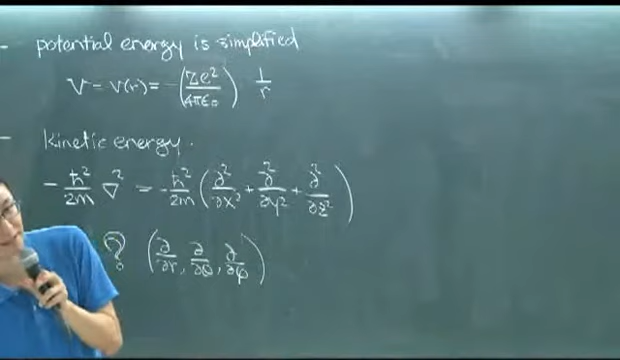 - potential energy is simplified
V = V(r) = -(Ze²/4πε₀) 1/r
- kinetic energy.
-ħ²/2m ∇² = -ħ²/2m (∂²/∂x² + ∂²/∂y² + ∂²/∂z²)
? (∂/∂r, ∂/∂θ, ∂/∂φ)